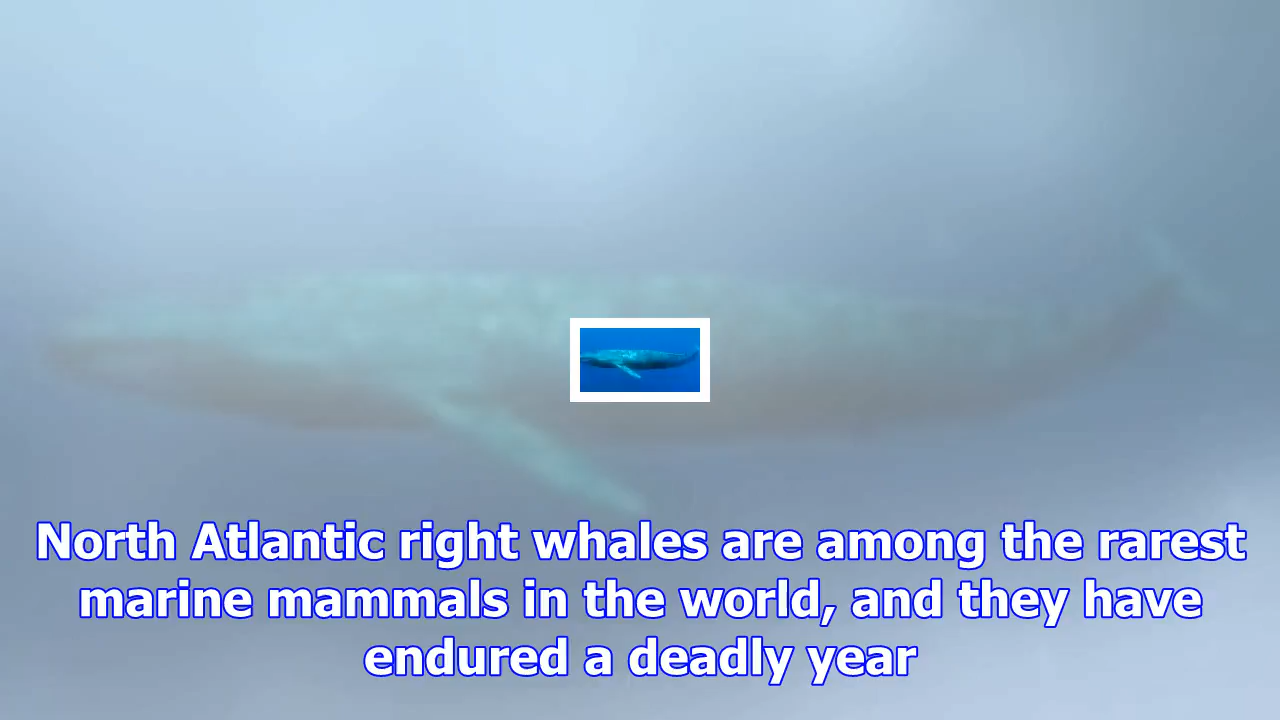 North Atlantic right whales are among the rarest
marine mammals in the world, and they have
endured a deadly year